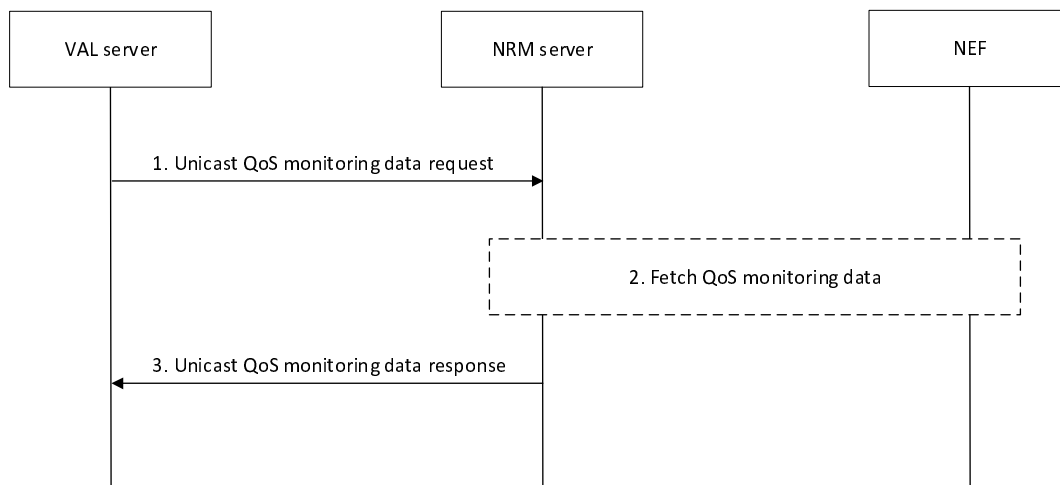 VAL server
NRM server
NEF
1. Unicast QoS monitoring data request
2. Fetch QoS monitoring data
3. Unicast QoS monitoring data response